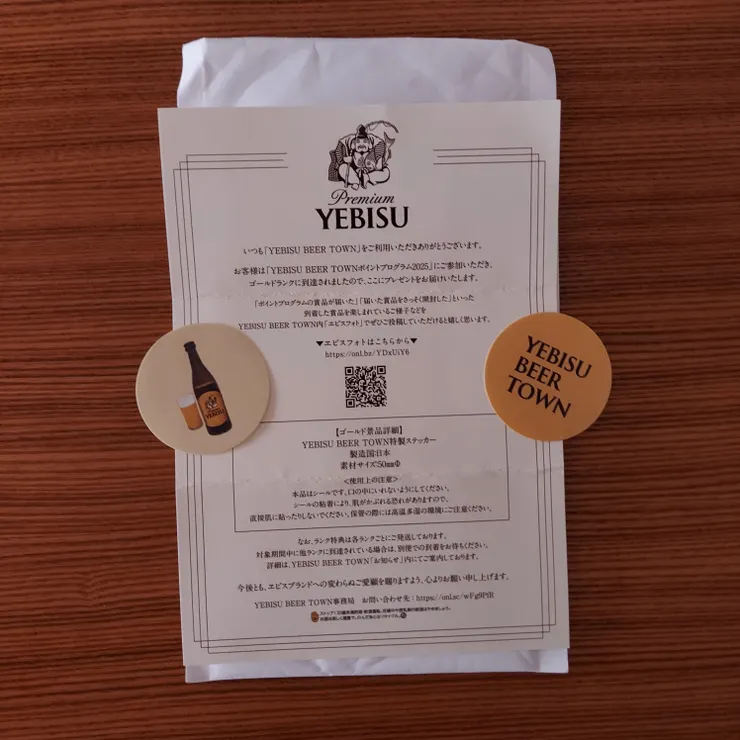 Premium
YEBISU
いつも「YEBISU BEER TOWN」をご利用いただきありがとうございます。
お客様は「YEBISU BEER TOWNポイントプログラム2025」にご参加いただき、
ゴールドランクに到達されましたので、ここにプレゼントをお届けいたします。
「ポイントプログラムの賞品が届いた」「届いた賞品をさっそく開封した」といった
到着した賞品を楽しまれているご様子などを
YEBISU BEER TOWN内「ヱビスフォト」でぜひご投稿していただけると嬉しく思います。
▼ヱビスフォトはこちらから▼
https://onl.bz/YDxUiY6
YEBISU
YEBISU
BEER
TOWN
【ゴールド景品詳細】
YEBISU BEER TOWN特製ステッカー
製造国:日本
素材サイズ50mmΦ
<使用上の注意>
本品はシールです。口の中にいれないようにしてください。
シールの粘着により、肌がかぶれる恐れがありますので、
直接肌に貼ったりしないでください。保管の際には高温多湿の環境にご注意ください。
なお、ランク特典は各ランクごとにご発送しております。
対象期間中に他ランクに到達されている場合は、別便での到着をお待ちください。
詳細は、YEBISU BEER TOWN「お知らせ」内にてご案内しております。
今後とも、ヱビスブランドへの変わらぬご愛顧を賜りますよう、心よりお願い申し上げます。
YEBISU BEER TOWN事務局 お問い合わせ先:https://onl.sc/wFg9PfR